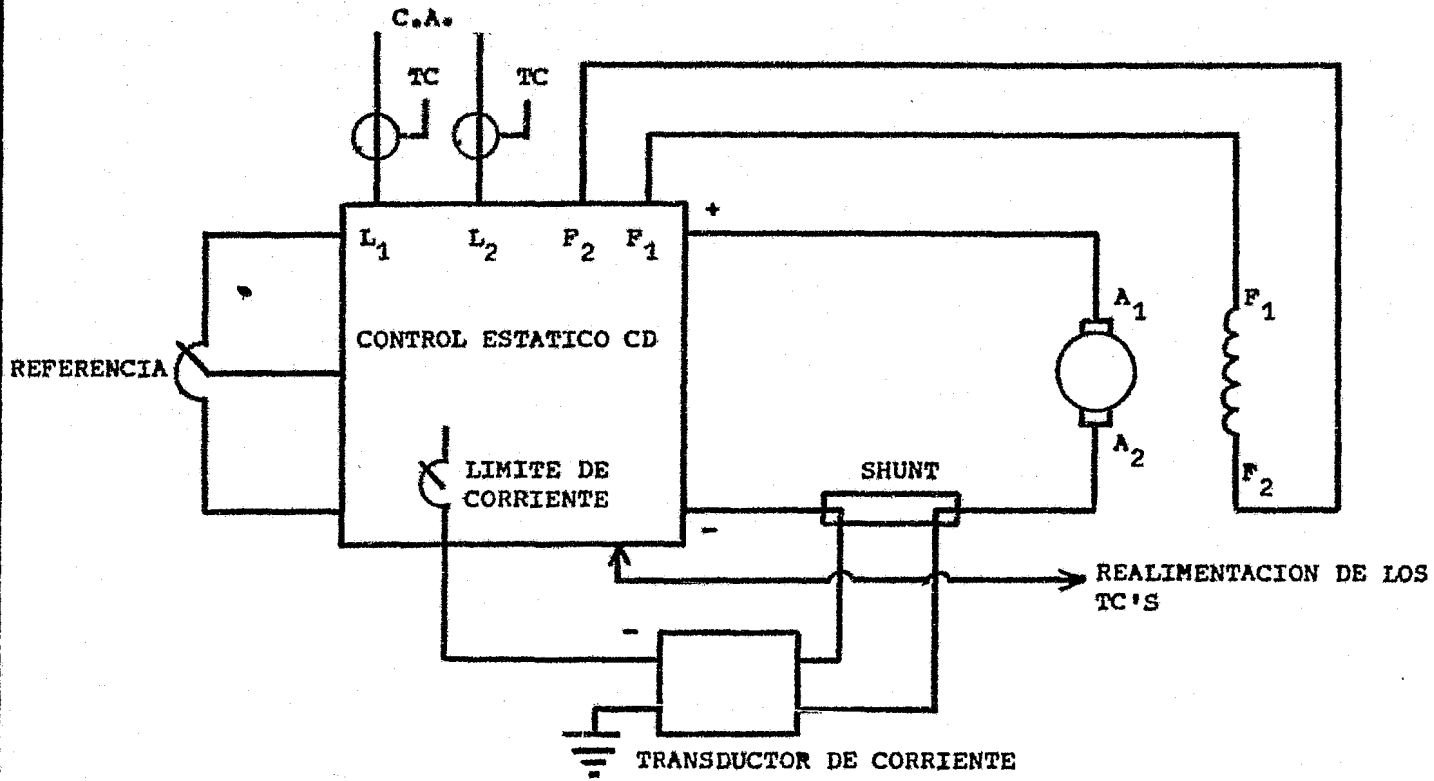 C.A.
TC
TC
+
L1
L2
F2
F1
A1
F1
CONTROL ESTATICO CD
REFERENCIA
A2
LIMITE DE
CORRIENTE
SHUNT
F2
-
REALIMENTACION DE LOS
TC'S
-
TRANSDUCTOR DE CORRIENTE